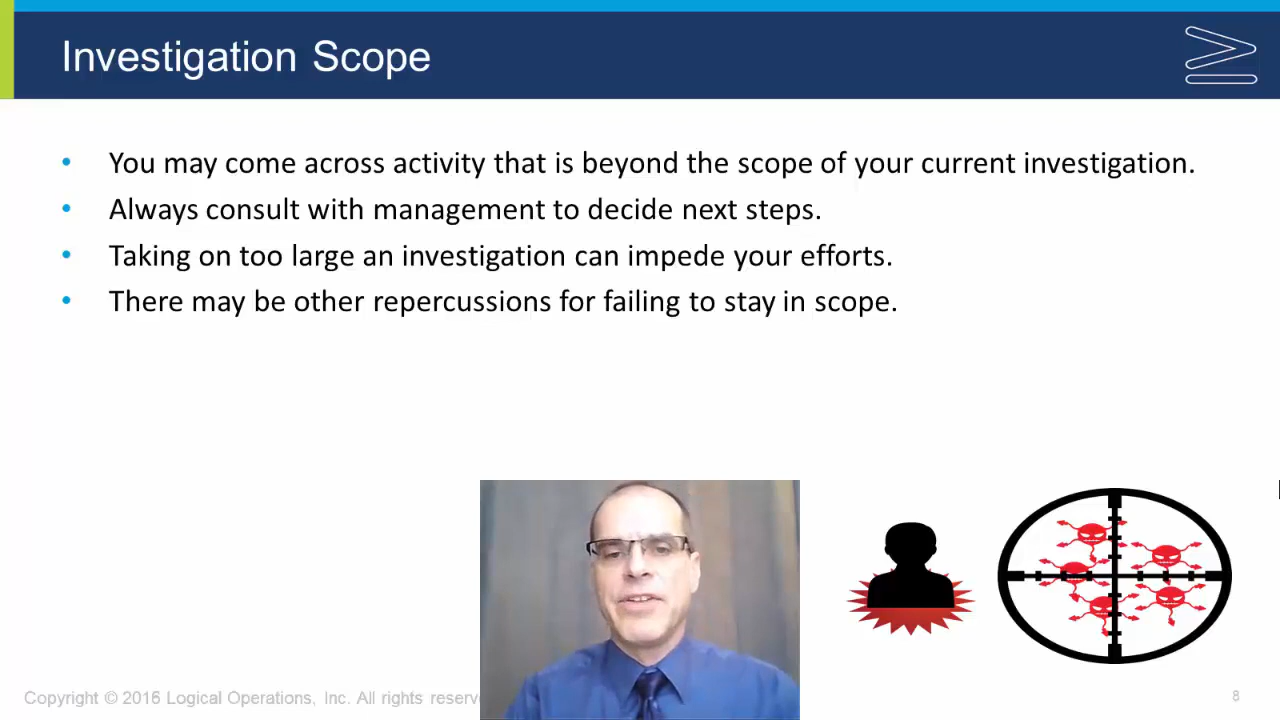 Investigation Scope
• You may come across activity that is beyond the scope of your current investigation.
• Always consult with management to decide next steps.
• Taking on too large an investigation can impede your efforts.
• There may be other repercussions for failing to stay in scope.
Copyright © 2016 Logical Operations, Inc. All rights
8